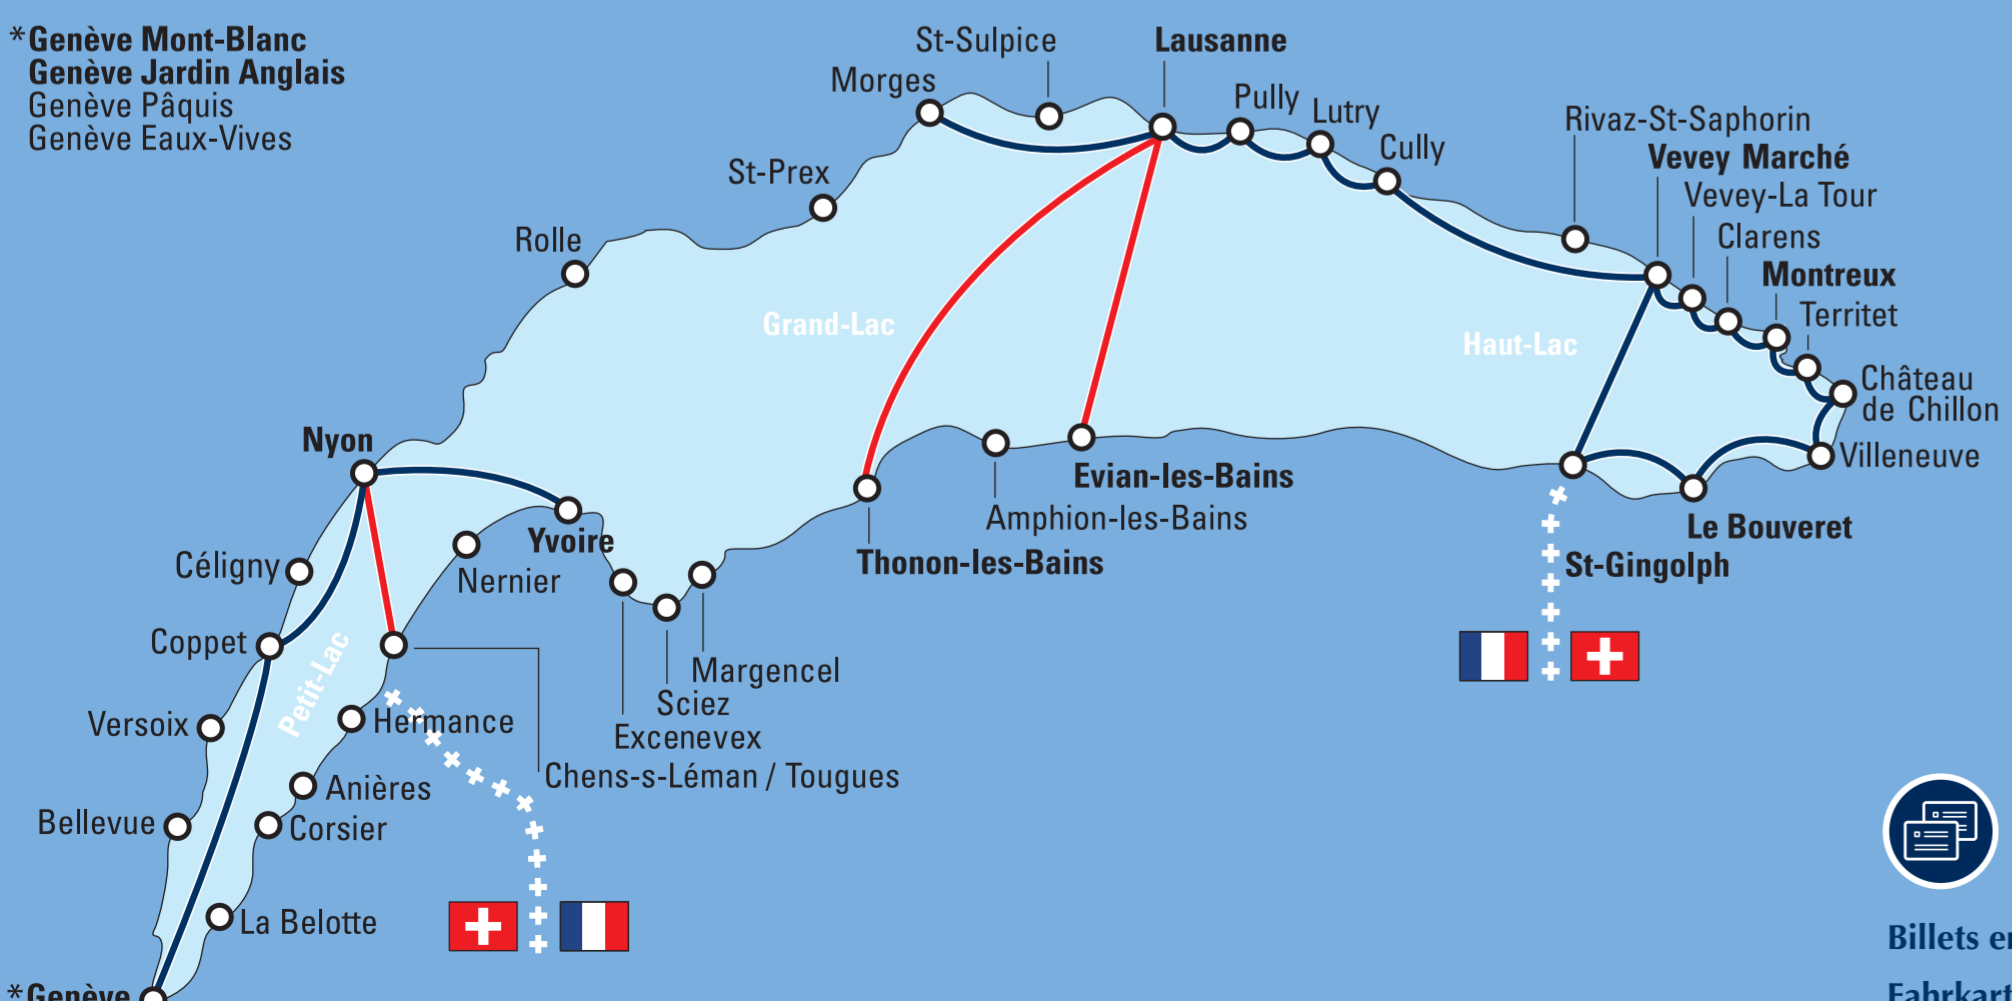 *Genève Mont-Blanc
Genève Jardin Anglais
Genève Pâquis
Genève Eaux-Vives
St-Sulpice
Lausanne
Morges
Pully
Lutry
Cully
Rivaz-St-Saphorin
Vevey Marché
Vevey-La Tour
Clarens
Montreux
Territet
Château
de Chillon
Villeneuve
St-Prex
Rolle
Grand-Lac
Haut-Lac
Nyon
Evian-les-Bains
Amphion-les-Bains
Thonon-les-Bains
Le Bouveret
St-Gingolph
Yvoire
Nernier
Céligny
Coppet
Petit-Lac
Margencel
Sciez
Excenevex
Chens-s-Léman / Tougues
Versoix
Hermance
Anières
Bellevue
Corsier
La Belotte
*Genève
Billets